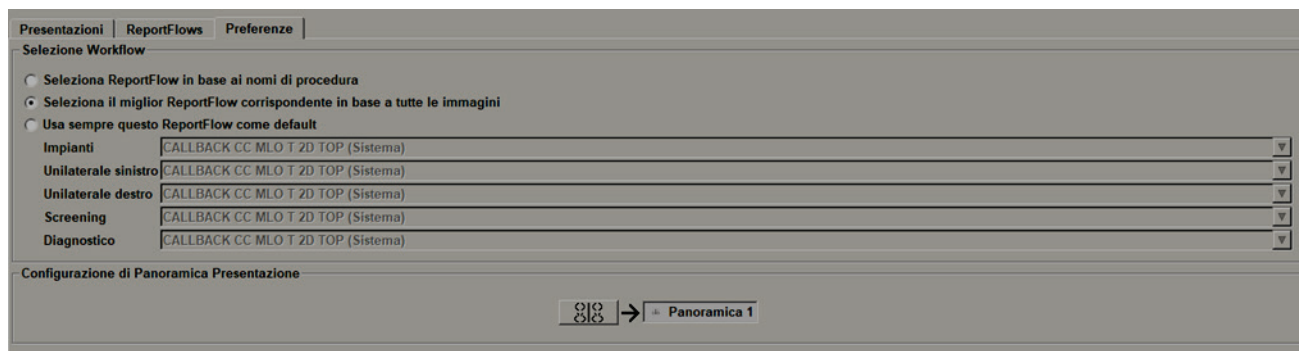 Presentazioni ReportFlows Preferenze
Selezione Workflow
Seleziona ReportFlow in base ai nomi di procedura
Seleziona il miglior ReportFlow corrispondente in base a tutte le immagini
Usa sempre questo ReportFlow come default
Impianti CALLBACK CC MLO T 2D TOP (Sistema)
Unilaterale sinistro CALLBACK CC MLO T 2D TOP (Sistema)
Unilaterale destro CALLBACK CC MLO T 2D TOP (Sistema)
Screening CALLBACK CC MLO T 2D TOP (Sistema)
Diagnostico CALLBACK CC MLO T 2D TOP (Sistema)
Configurazione di Panoramica Presentazione
Panoramica 1